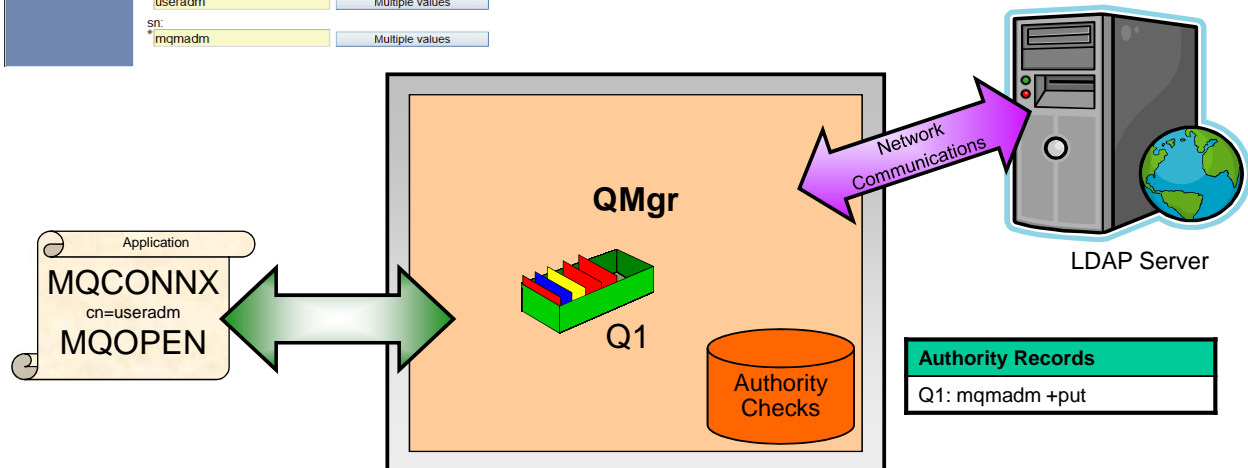 useradm
Multiple values
sn:
*mqmadm
Multiple values
Network
Communications
QMgr
LDAP Server
Application
MQCONNX
cn=useradm
MQOPEN
Q1
Authority
Checks
Authority Records
Q1: mqmadm +put